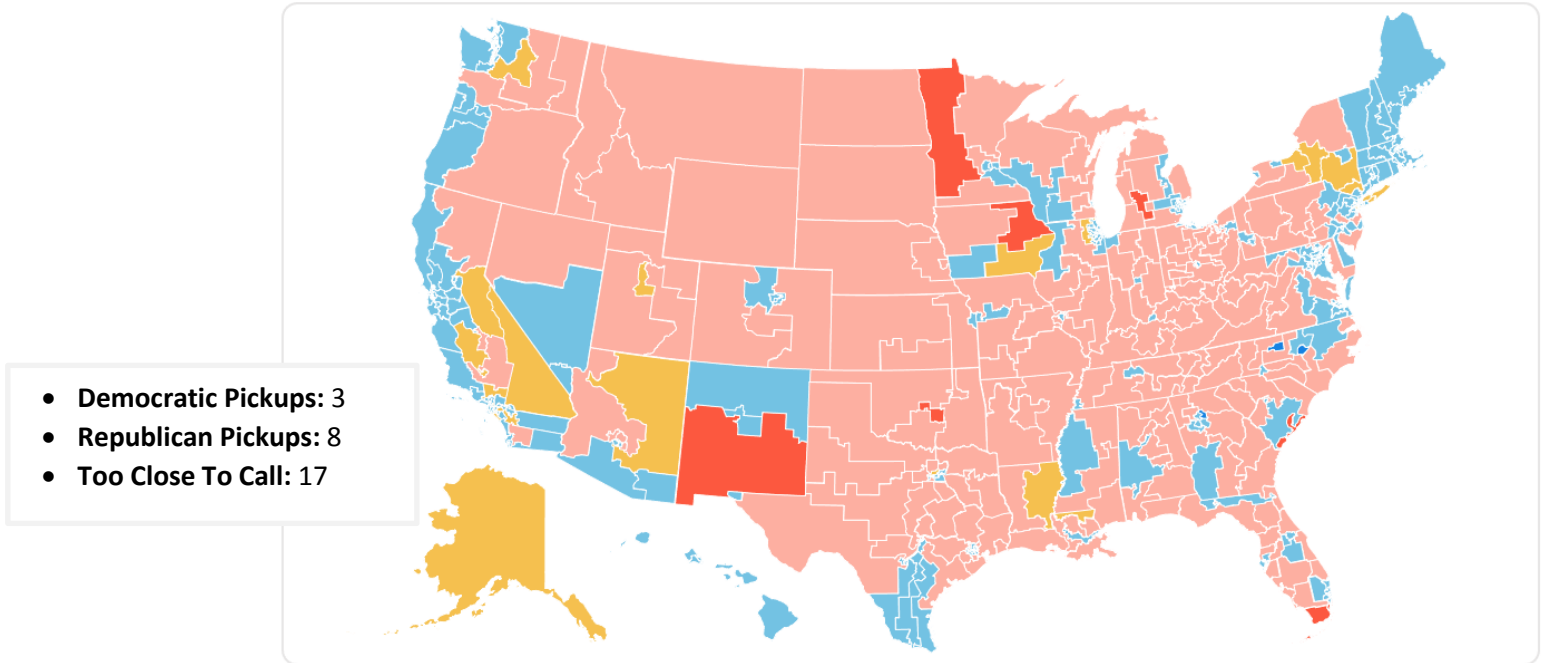 • Democratic Pickups: 3
• Republican Pickups: 8
• Too Close To Call: 17